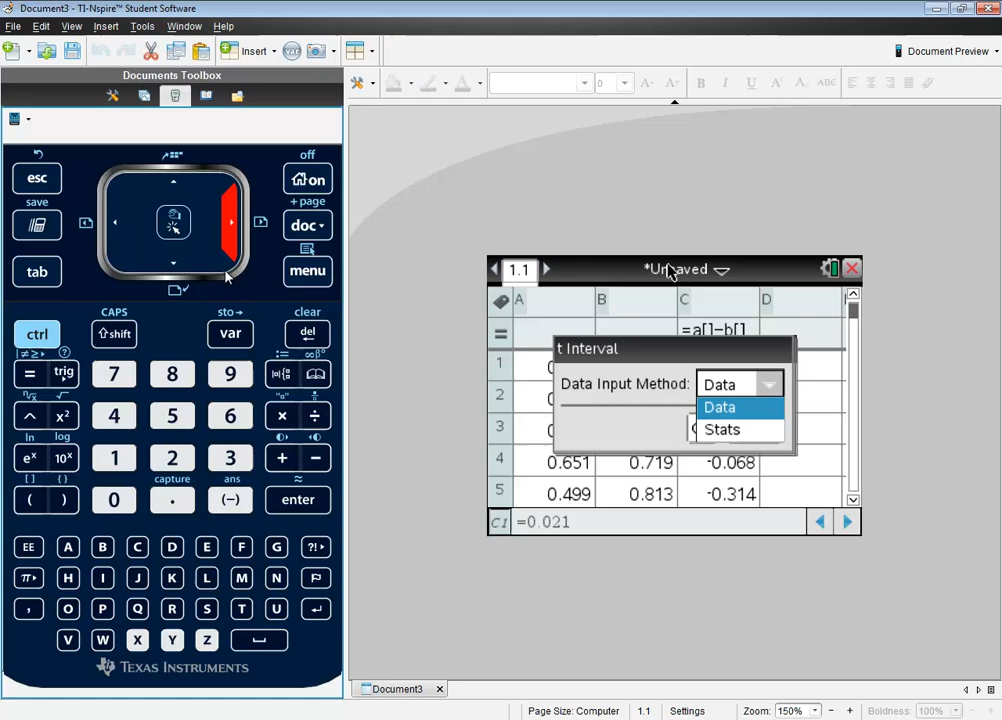 Document3 - TI-Nspire™ Student Software
File Edit View Insert Tools Window Help
Insert var Document Preview
Documents Toolbox
0 A- A+ B I U ABC
off
esc on
save + page
doc
tab menu
CAPS sto→ clear
ctrl shift var del
= trig 7 8 9
^ x² 4 5 6 × ÷
ln log
eˣ 10ˣ 1 2 3 + −
[ ] { } capture ans ≈
( ) 0 . (−) enter
EE A B C D E F G ?!▸
π▸ H I J K L M N
, O P Q R S T U
V W X Y Z
TEXAS INSTRUMENTS
1.1 *Unsaved
A B C D
= =a[]-b[]
t Interval
1
Data Input Method: Data
2
Data
3
Stats
4 0.651 0.719 -0.068
5 0.499 0.813 -0.314
C1 =0.021
Document3
Page Size: Computer 1.1 Settings Zoom: 150% - + Boldness: 100% - +